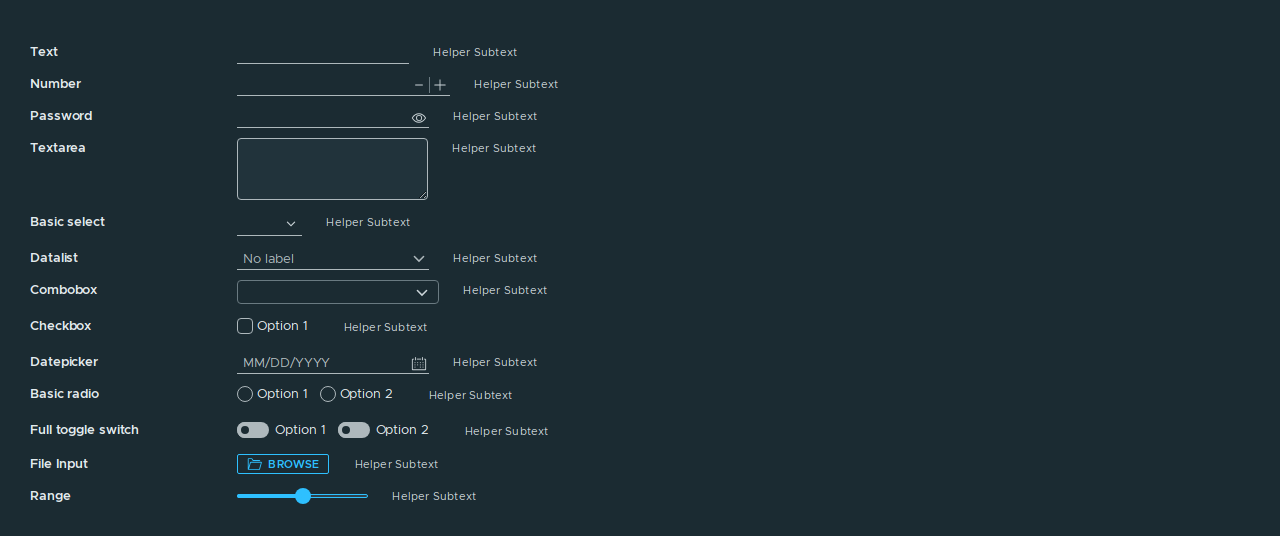 Text Helper Subtext
Number Helper Subtext
Password Helper Subtext
Textarea Helper Subtext
Basic select Helper Subtext
Datalist No label Helper Subtext
Combobox Helper Subtext
Checkbox Option 1 Helper Subtext
Datepicker MM/DD/YYYY Helper Subtext
Basic radio Option 1 Option 2 Helper Subtext
Full toggle switch Option 1 Option 2 Helper Subtext
File Input BROWSE Helper Subtext
Range Helper Subtext